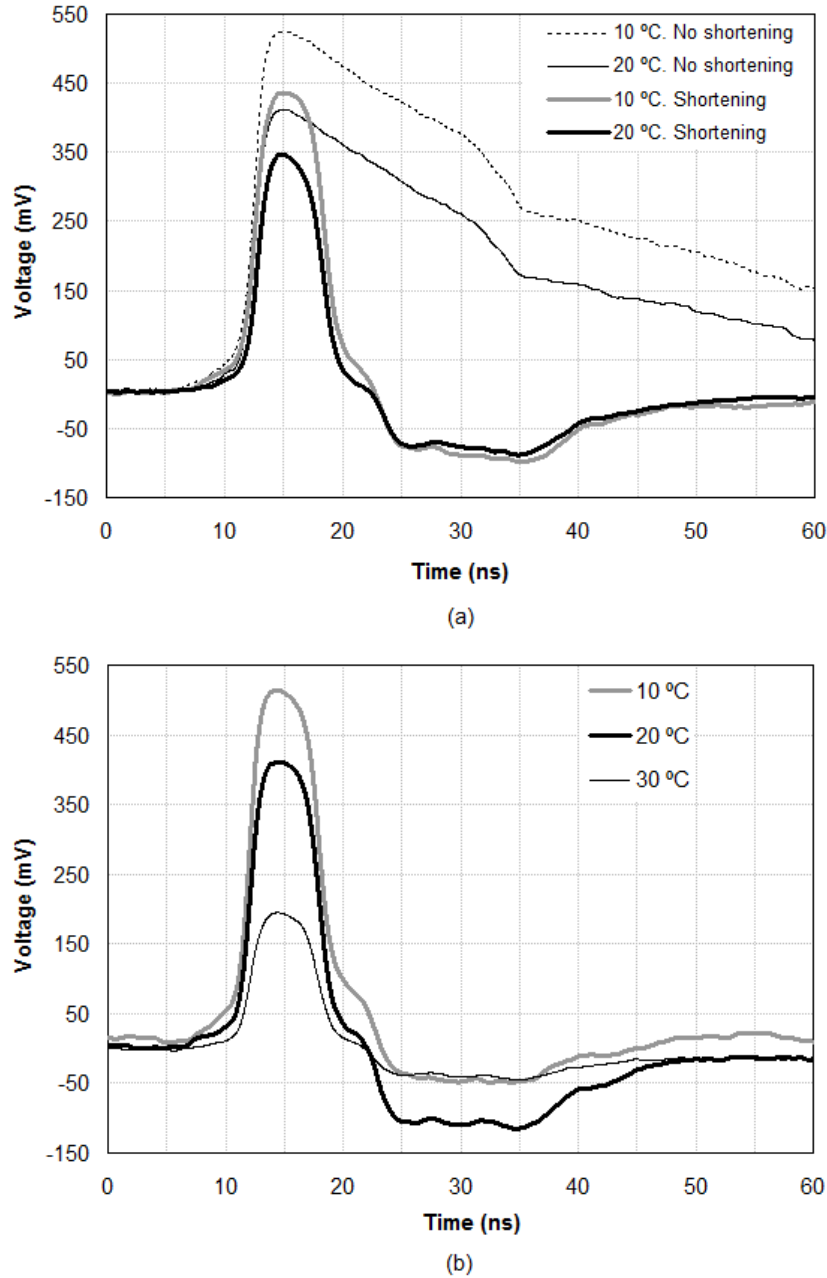 550
450
350
250
150
50
-50
-150
Voltage (mV)
10 ºC. No shortening
20 ºC. No shortening
10 ºC. Shortening
20 ºC. Shortening
0
10
20
30
40
50
60
Time (ns)
(a)
550
450
350
250
150
50
-50
-150
Voltage (mV)
10 ºC
20 ºC
30 ºC
0
10
20
30
40
50
60
Time (ns)
(b)